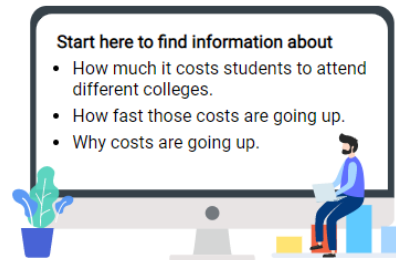 Start here to find information about
• How much it costs students to attend
different colleges.
• How fast those costs are going up.
• Why costs are going up.